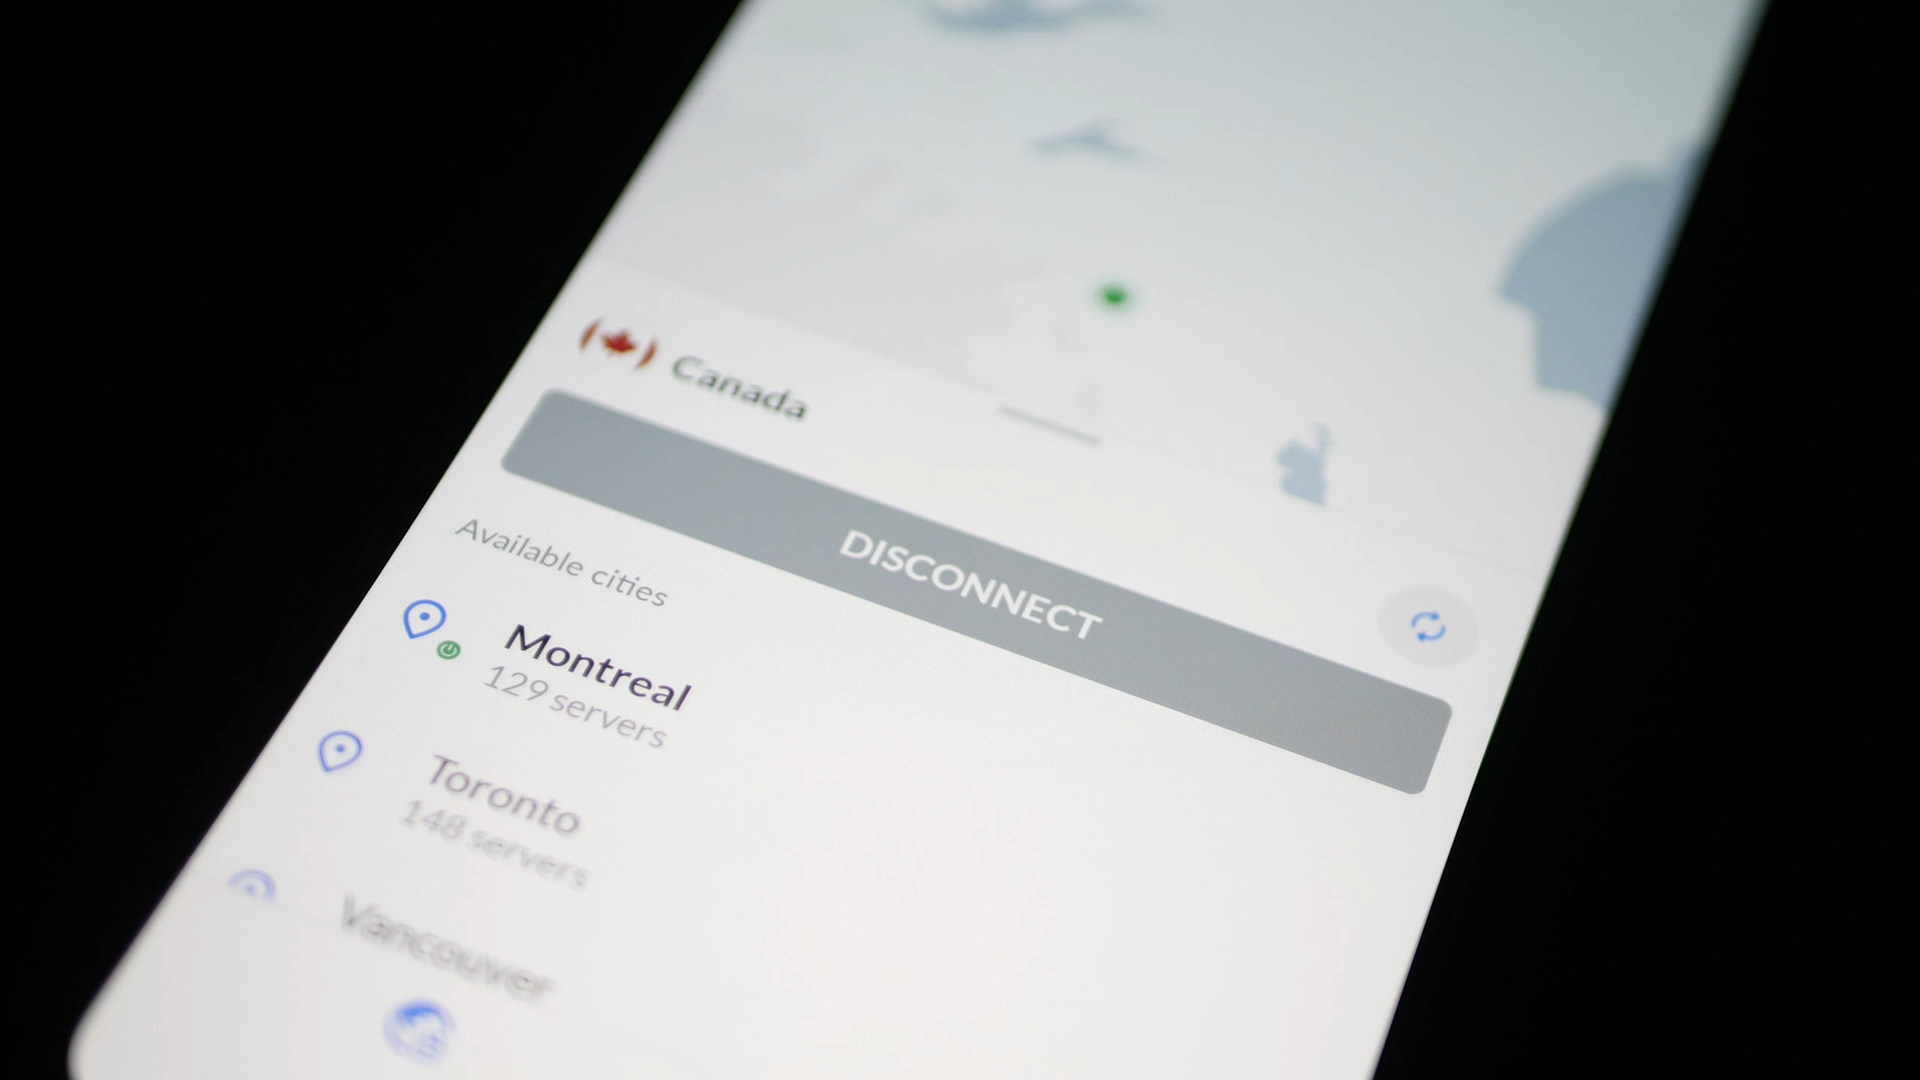 Canada
DISCONNECT
Available cities
Montreal
129 servers
Toronto
148 servers
Vancouver